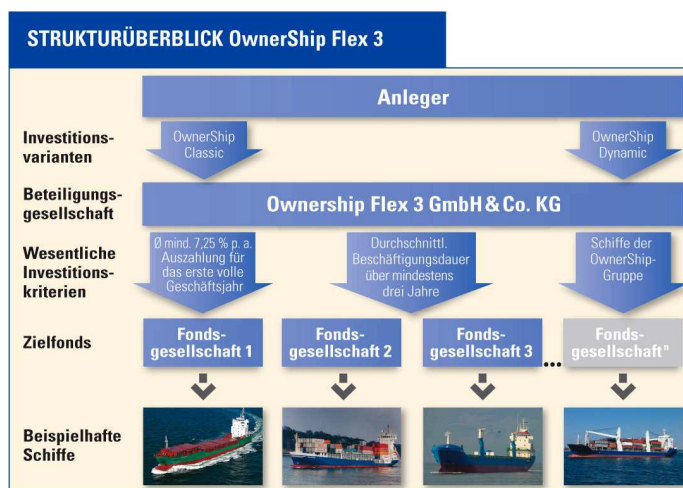 STRUKTURÜBERBLICK OwnerShip Flex 3
Anleger
Investitions-
varianten
OwnerShip
Classic
OwnerShip
Dynamic
Beteiligungs-
gesellschaft
Ownership Flex 3 GmbH & Co. KG
Wesentliche
Investitions-
kriterien
Ø mind. 7,25 % p. a.
Auszahlung für
das erste volle
Geschäftsjahr
Durchschnittl.
Beschäftigungsdauer
über mindestens
drei Jahre
Schiffe der
OwnerShip-
Gruppe
Zielfonds
Fonds-
gesellschaft 1
Fonds-
gesellschaft 2
Fonds-
gesellschaft 3
...
Fonds-
gesellschaft n
Beispielhafte
Schiffe